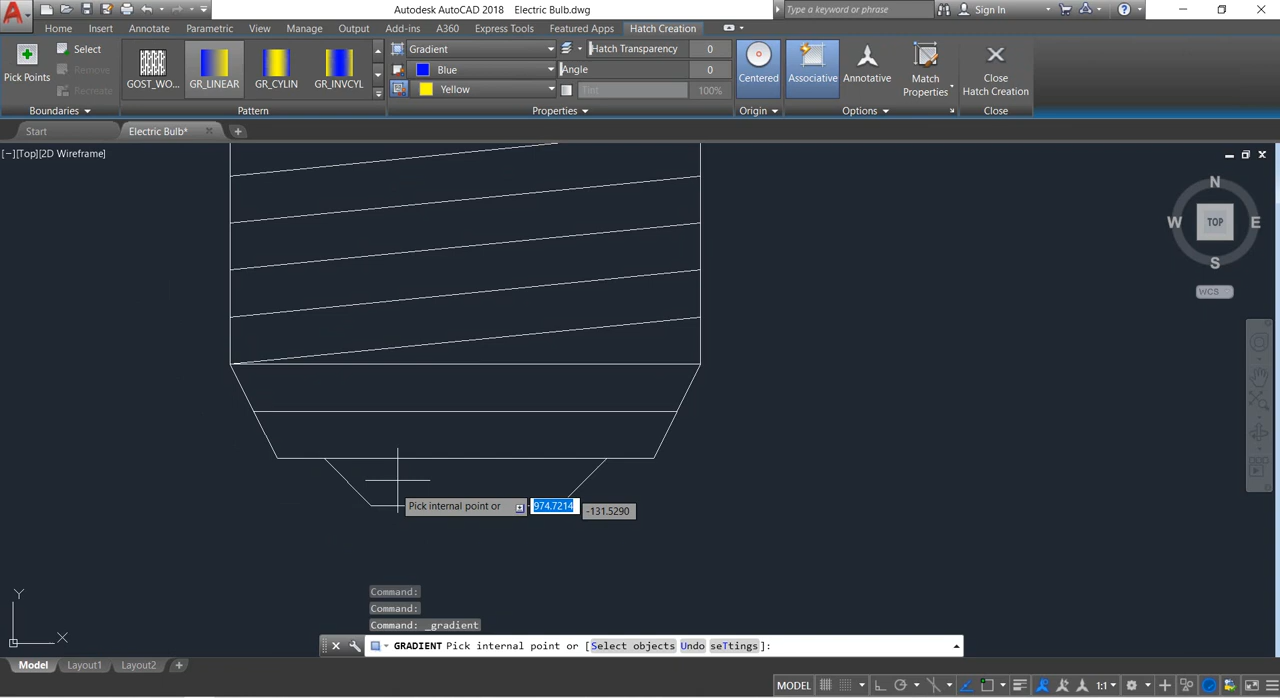 Autodesk AutoCAD 2018 Electric Bulb.dwg
Type a keyword or phrase
Sign In
Home Insert Annotate Parametric View Manage Output Add-ins A360 Express Tools Featured Apps Hatch Creation
Pick Points
Select
Remove
Recreate
Boundaries
GOST_WO...
GR_LINEAR
GR_CYLIN
GR_INVCYL
Pattern
Gradient
Blue
Yellow
Hatch Transparency 0
Angle 0
Tint 100%
Properties
Centered
Origin
Associative
Annotative
Match
Properties
Options
Close
Hatch Creation
Close
Start
Electric Bulb*
[−][Top][2D Wireframe]
N
W TOP E
S
WCS
Pick internal point or 974.7214 -131.5290
Command:
Command:
Command: _gradient
GRADIENT Pick internal point or [Select objects Undo seTtings]:
Y
X
Model Layout1 Layout2
MODEL 1:1